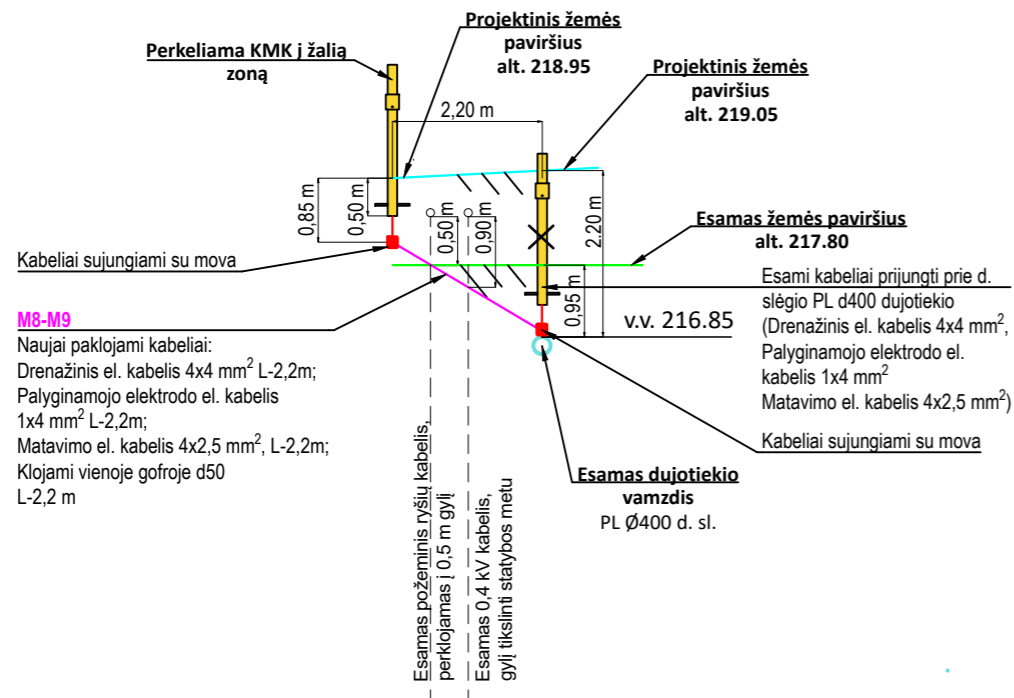 Perkeliama KMK į žalią
zoną
Projektinis žemės
paviršius
alt. 218.95
Projektinis žemės
paviršius
alt. 219.05
2,20 m
0,85 m
0,50 m
0,50 m
0,90 m
2.20 m
0,95 m
Esamas žemės paviršius
alt. 217.80
Kabeliai sujungiami su mova
M8-M9
Naujai paklojami kabeliai:
Drenažinis el. kabelis 4x4 mm², L-2,2m;
Palyginamojo elektrodo el. kabelis
1x4 mm² L-2,2m;
Matavimo el. kabelis 4x2,5 mm², L-2,2m;
Klojami vienoje gofroje d50
L-2,2 m
v.v. 216.85
Esami kabeliai prijungti prie d.
slėgio PL d400 dujotiekio
(Drenažinis el. kabelis 4x4 mm²,
Palyginamojo elektrodo el.
kabelis 1x4 mm²
Matavimo el. kabelis 4x2,5 mm²)
Kabeliai sujungiami su mova
Esamas dujotiekio
vamzdis
PL Ø400 d. sl.
Esamas požeminis ryšių kabelis,
perklojamas į 0,5 m gylį
Esamas 0,4 kV kabelis,
gylį tikslinti statybos metu